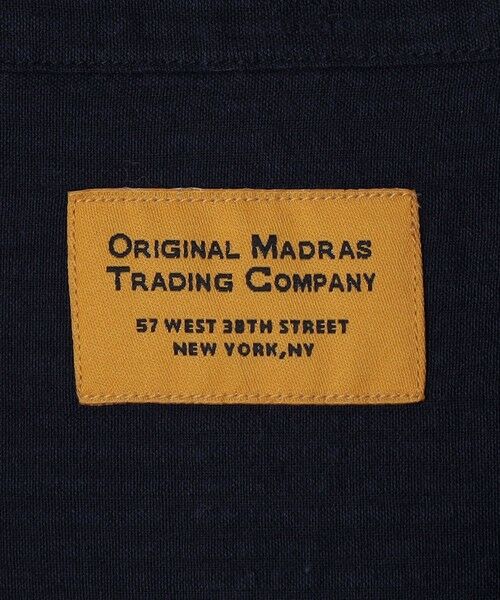 ORIGINAL MADRAS
TRADING COMPANY
57 WEST 38TH STREET
NEW YORK, NY